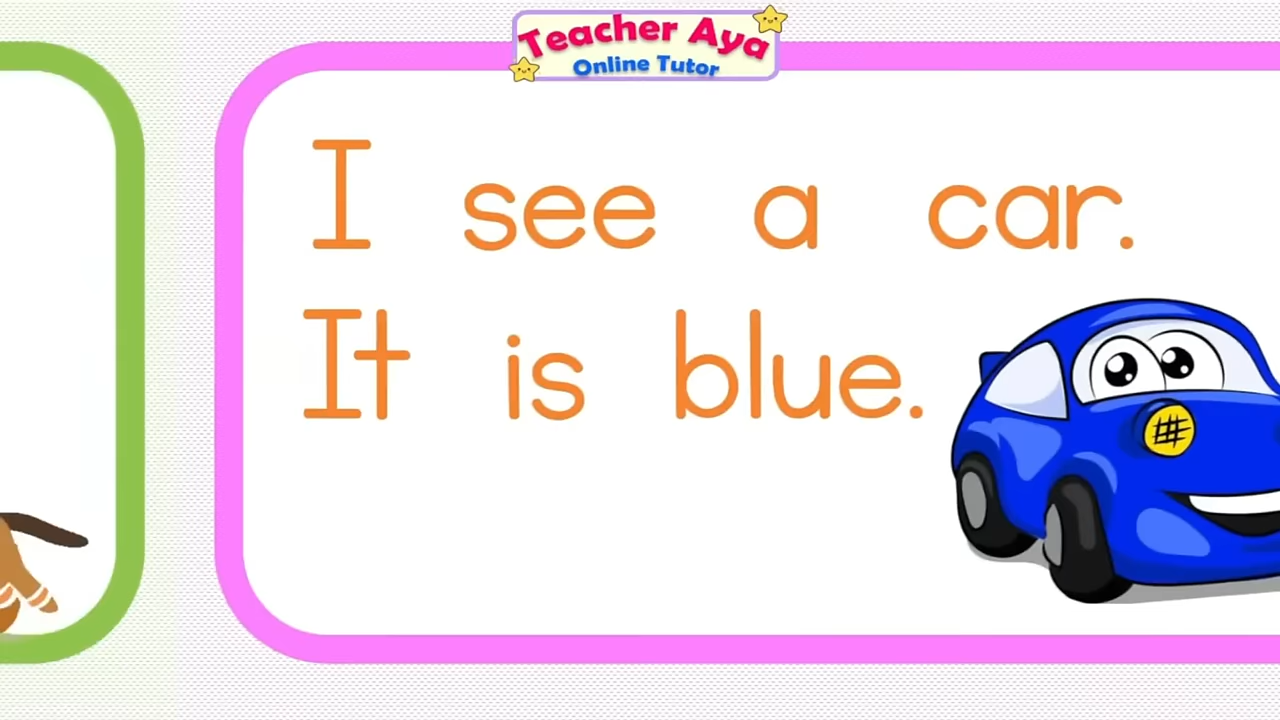 Teacher Aya
Online Tutor
I see a car.
It is blue.